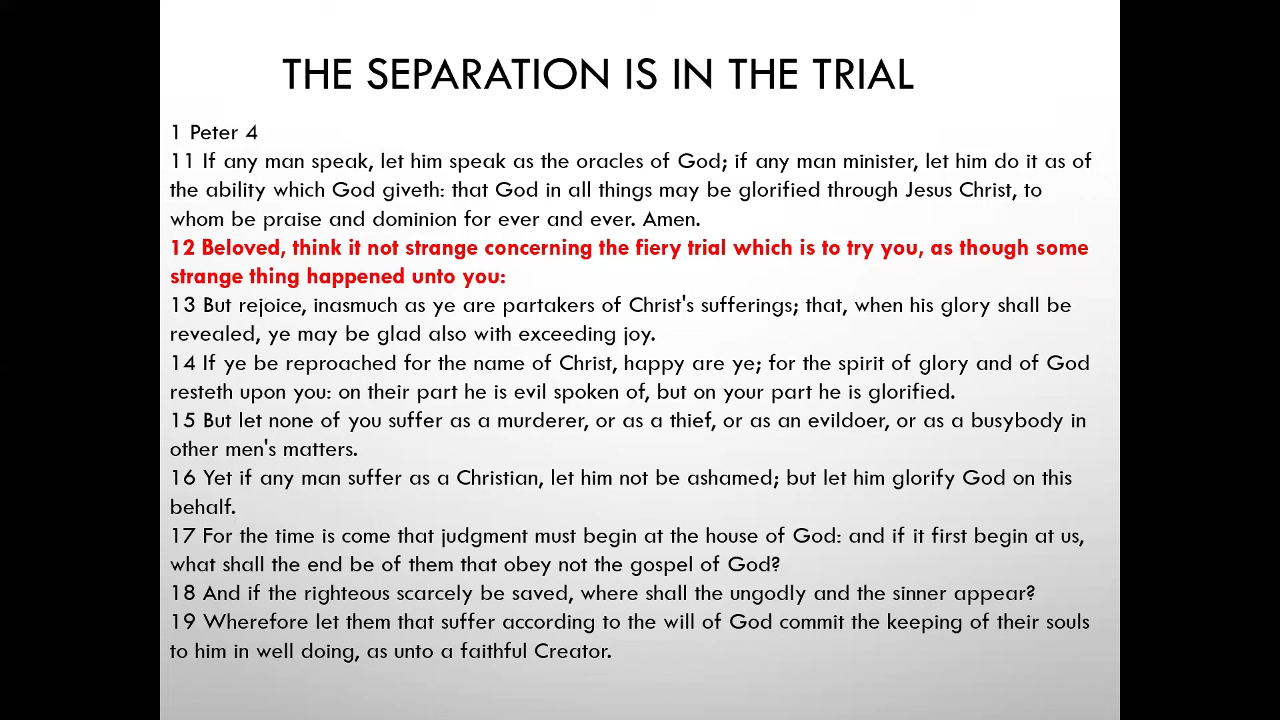 THE SEPARATION IS IN THE TRIAL
1 Peter 4
11 If any man speak, let him speak as the oracles of God; if any man minister, let him do it as of
the ability which God giveth: that God in all things may be glorified through Jesus Christ, to
whom be praise and dominion for ever and ever. Amen.
12 Beloved, think it not strange concerning the fiery trial which is to try you, as though some
strange thing happened unto you:
13 But rejoice, inasmuch as ye are partakers of Christ's sufferings; that, when his glory shall be
revealed, ye may be glad also with exceeding joy.
14 If ye be reproached for the name of Christ, happy are ye; for the spirit of glory and of God
resteth upon you: on their part he is evil spoken of, but on your part he is glorified.
15 But let none of you suffer as a murderer, or as a thief, or as an evildoer, or as a busybody in
other men's matters.
16 Yet if any man suffer as a Christian, let him not be ashamed; but let him glorify God on this
behalf.
17 For the time is come that judgment must begin at the house of God: and if it first begin at us,
what shall the end be of them that obey not the gospel of God?
18 And if the righteous scarcely be saved, where shall the ungodly and the sinner appear?
19 Wherefore let them that suffer according to the will of God commit the keeping of their souls
to him in well doing, as unto a faithful Creator.